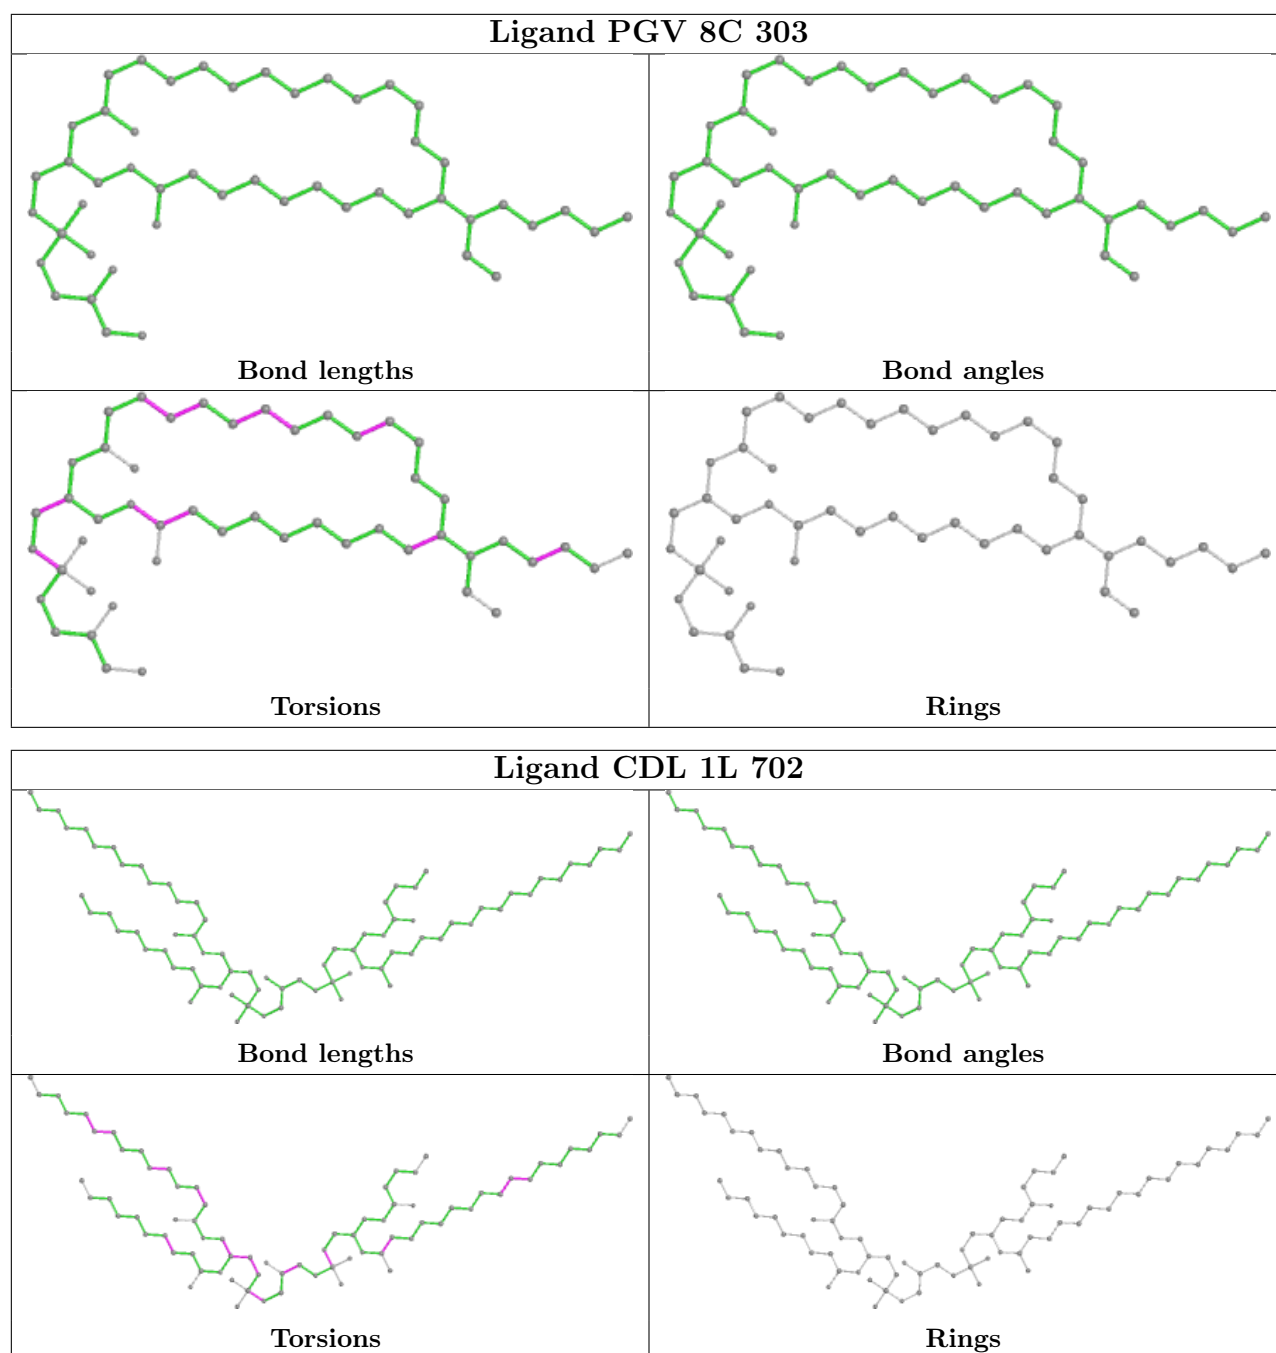 Ligand PGV 8C 303
Bond lengths
Bond angles
Torsions
Rings
Ligand CDL 1L 702
Bond lengths
Bond angles
Torsions
Rings